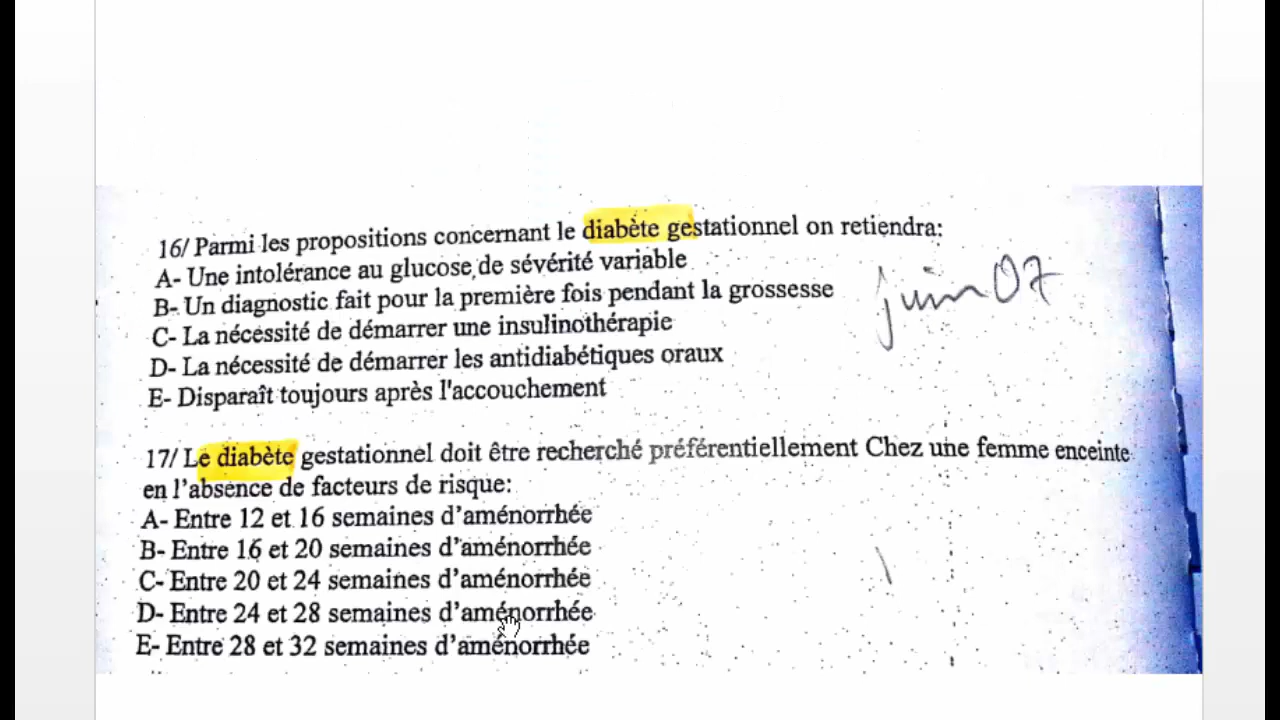 16/ Parmi les propositions concernant le diabète gestationnel on retiendra:
A- Une intolérance au glucose de sévérité variable
B- Un diagnostic fait pour la première fois pendant la grossesse
C- La nécessité de démarrer une insulinothérapie
D- La nécessité de démarrer les antidiabétiques oraux
E- Disparaît toujours après l'accouchement
juin 07
17/ Le diabète gestationnel doit être recherché préférentiellement Chez une femme enceinte
en l'absence de facteurs de risque:
A- Entre 12 et 16 semaines d'aménorrhée
B- Entre 16 et 20 semaines d'aménorrhée
C- Entre 20 et 24 semaines d'aménorrhée
D- Entre 24 et 28 semaines d'aménorrhée
E- Entre 28 et 32 semaines d'aménorrhée